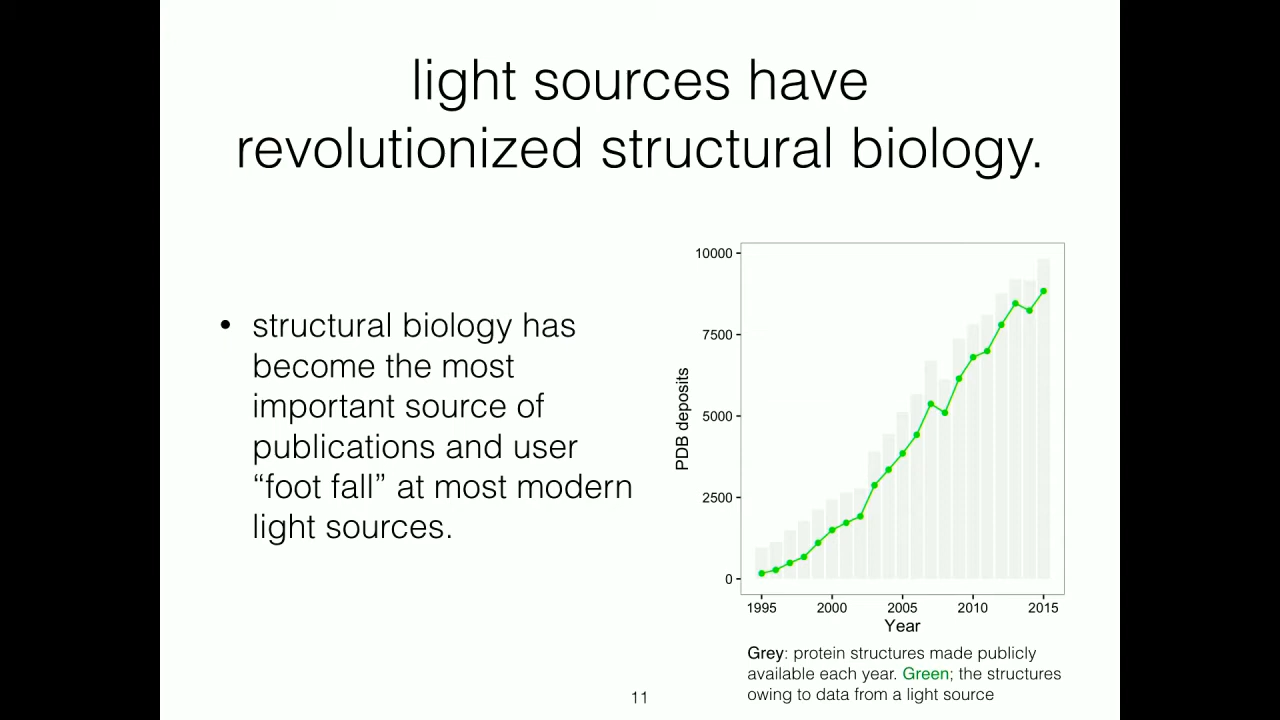 light sources have
revolutionized structural biology.
• structural biology has
become the most
important source of
publications and user
“foot fall” at most modern
light sources.
10000
7500
5000
2500
0
PDB deposits
1995 2000 2005 2010 2015
Year
Grey: protein structures made publicly
available each year. Green; the structures
owing to data from a light source
11